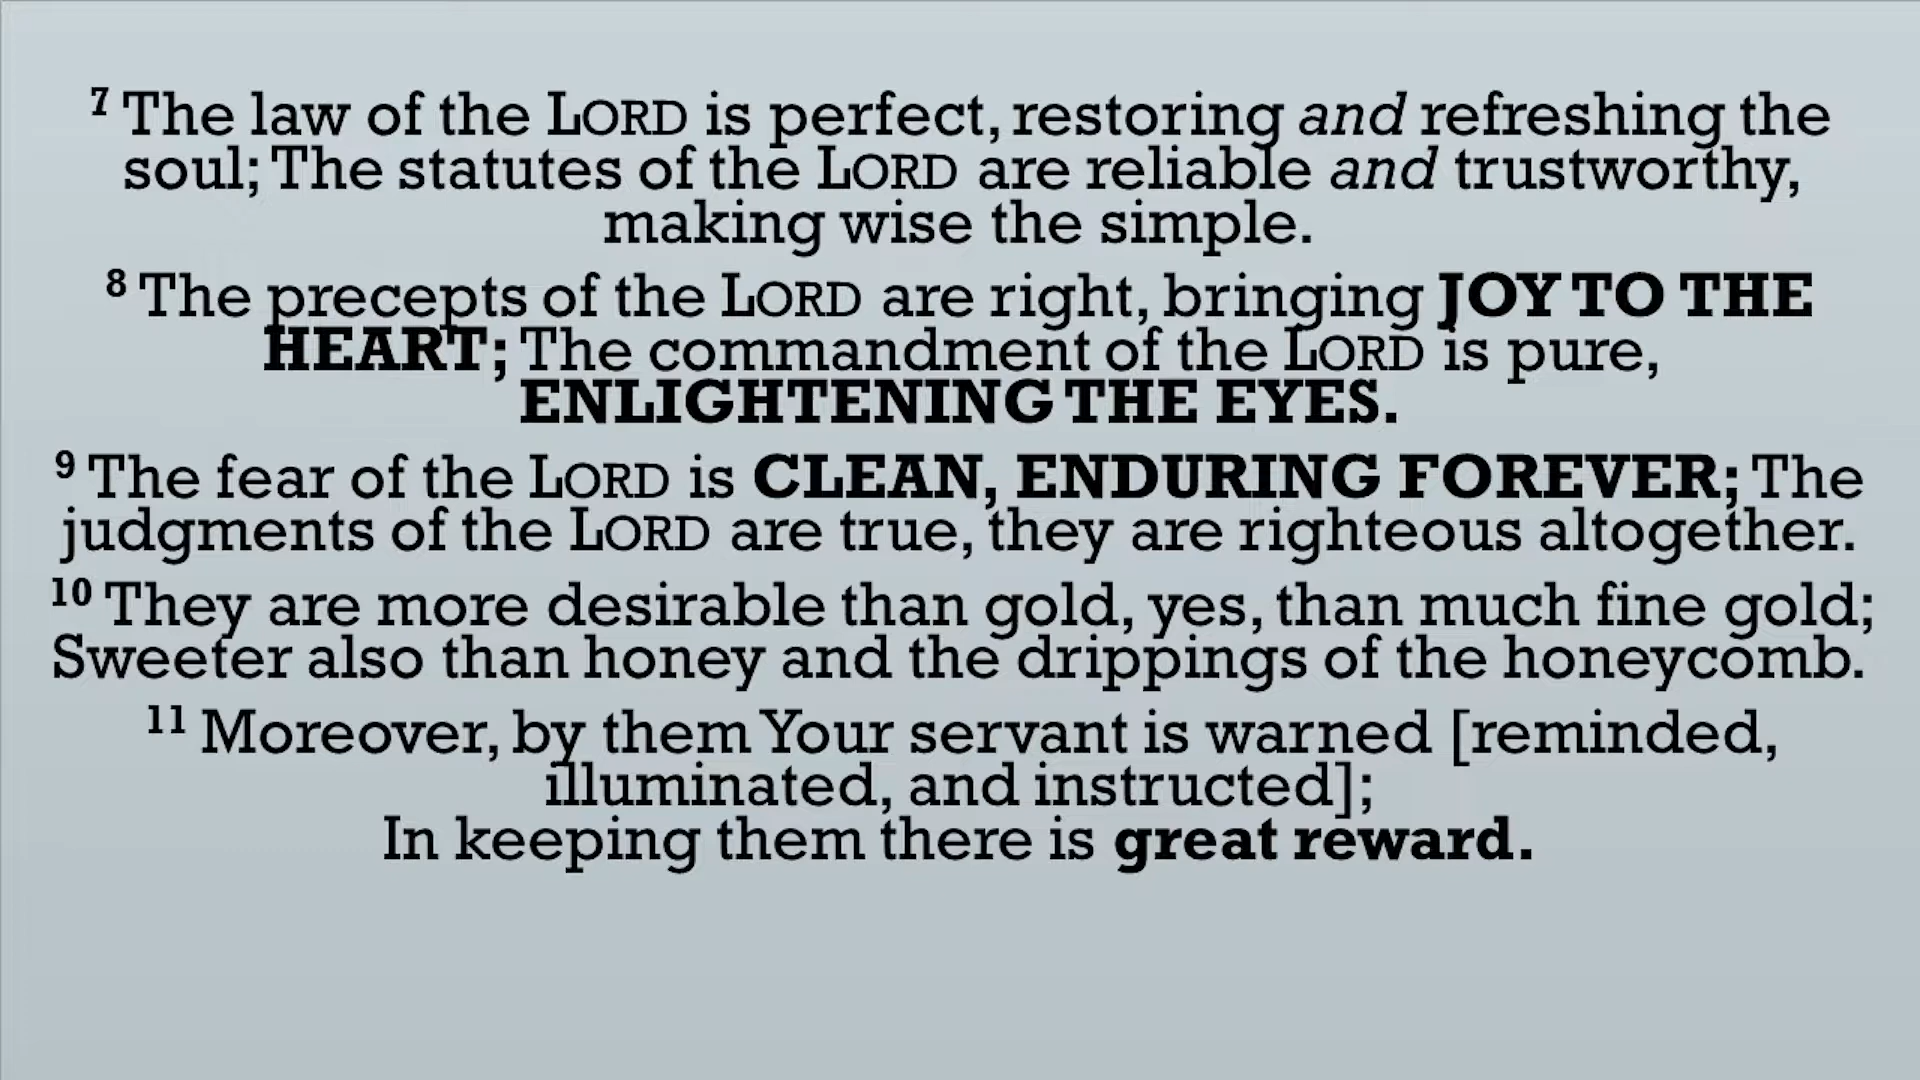 7 The law of the LORD is perfect, restoring and refreshing the
soul; The statutes of the LORD are reliable and trustworthy,
making wise the simple.
8 The precepts of the LORD are right, bringing JOY TO THE
HEART; The commandment of the LORD is pure,
ENLIGHTENING THE EYES.
9 The fear of the LORD is CLEAN, ENDURING FOREVER; The
judgments of the LORD are true, they are righteous altogether.
10 They are more desirable than gold, yes, than much fine gold;
Sweeter also than honey and the drippings of the honeycomb.
11 Moreover, by them Your servant is warned [reminded,
illuminated, and instructed];
In keeping them there is great reward.